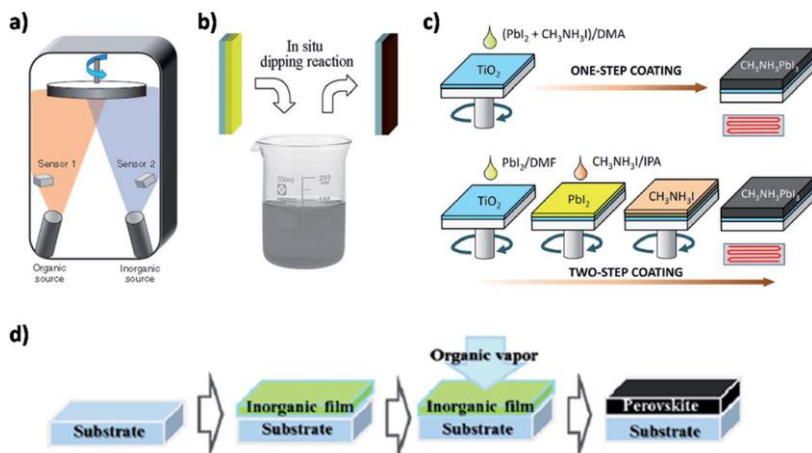 a)
Sensor 1
Sensor 2
Organic
source
Inorganic
source
b)
In situ
dipping reaction
250
c)
(PbI₂ + CH₃NH₃I)/DMA
TiO₂
ONE-STEP COATING
CH₃NH₃PbI₃
PbI₂/DMF
CH₃NH₃I/IPA
TiO₂
PbI₂
CH₃NH₃I
CH₃NH₃PbI₃
TWO-STEP COATING
d)
Organic vapor
Substrate
Inorganic film
Substrate
Inorganic film
Substrate
Perovskite
Substrate